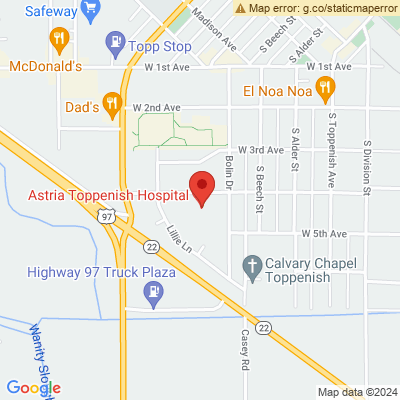 Map error: g.co/staticmaperror
Safeway
Madison Ave
S Beech St
S Alder St
Topp Stop
McDonald's
W 1st Ave
W 1st Ave
El Noa Noa
Dad's
W 2nd Ave
W 3rd Ave
Bolin Dr
S Beech St
S Alder St
S Toppenish Ave
S Division St
Astria Toppenish Hospital
97
Lillie Ln
22
W 5th Ave
Highway 97 Truck Plaza
Calvary Chapel
Toppenish
22
Wanity Slough
Casey Rd
Google
Map data ©2024